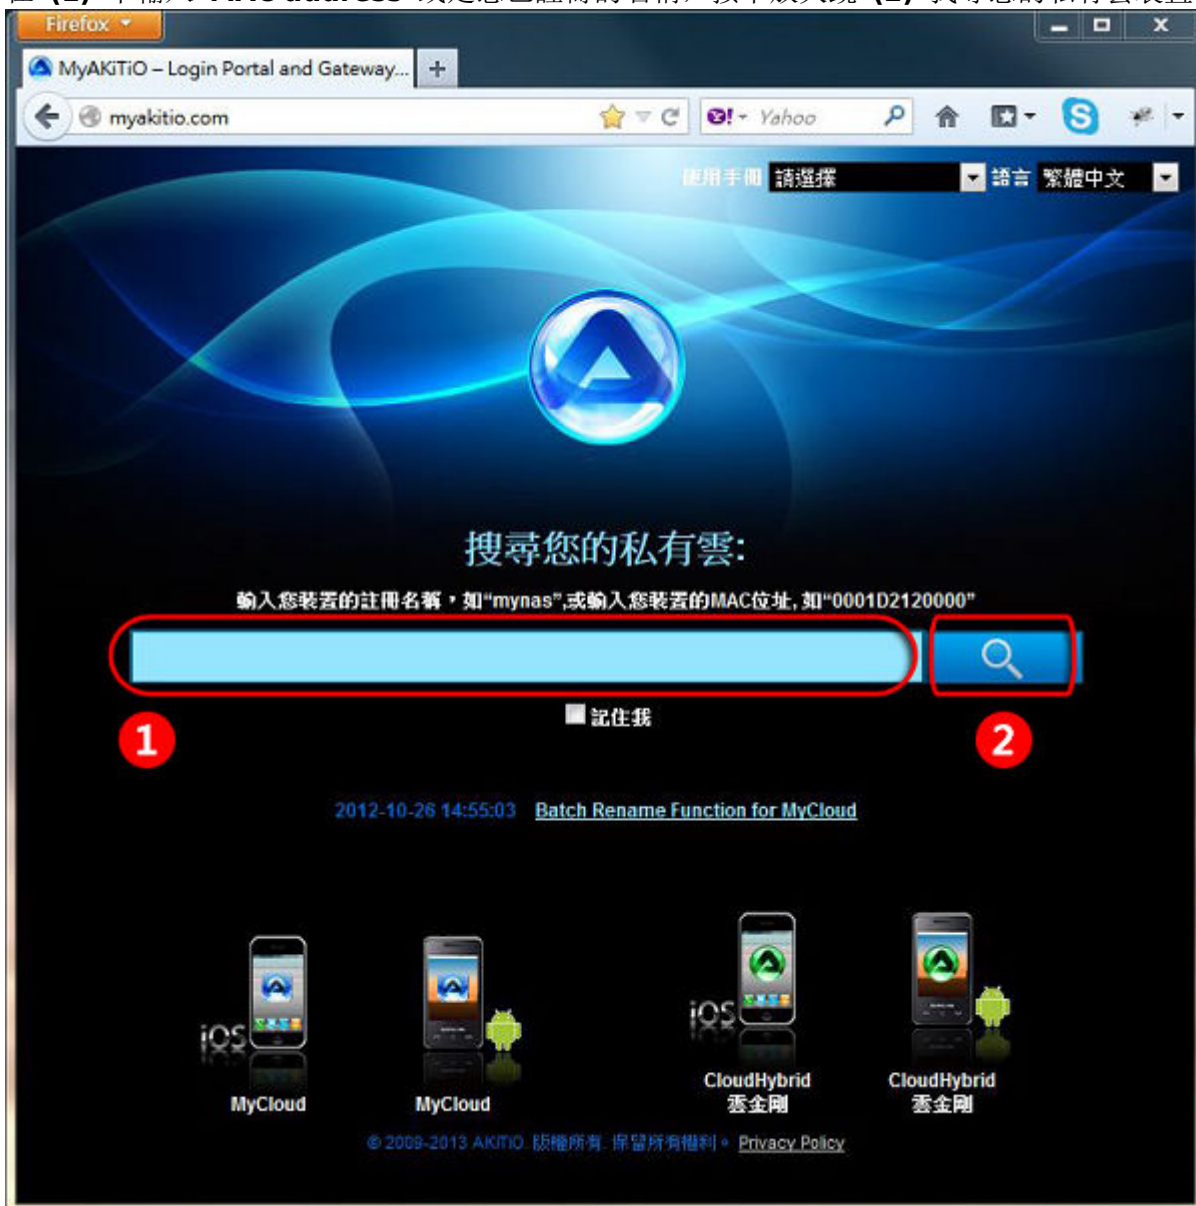 Firefox
MyAKiTiO – Login Portal and Gateway...
myakitio.com
Yahoo
使用手冊 請選擇 語言 繁體中文
搜尋您的私有雲:
輸入您裝置的註冊名稱，如“mynas”,或輸入您裝置的MAC位址, 如“0001D2120000”
記住我
1
2
2012-10-26 14:55:03 Batch Rename Function for MyCloud
iOS
iOS
MyCloud
MyCloud
CloudHybrid
雲金剛
CloudHybrid
雲金剛
© 2009-2013 AKITIO. 版權所有. 保留所有權利。 Privacy Policy